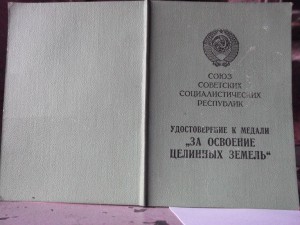 СОЮЗ
СОВЕТСКИХ
СОЦИАЛИСТИЧЕСКИХ
РЕСПУБЛИК
УДОСТОВЕРЕНИЕ К МЕДАЛИ
„ЗА ОСВОЕНИЕ
ЦЕЛИННЫХ ЗЕМЕЛЬ“